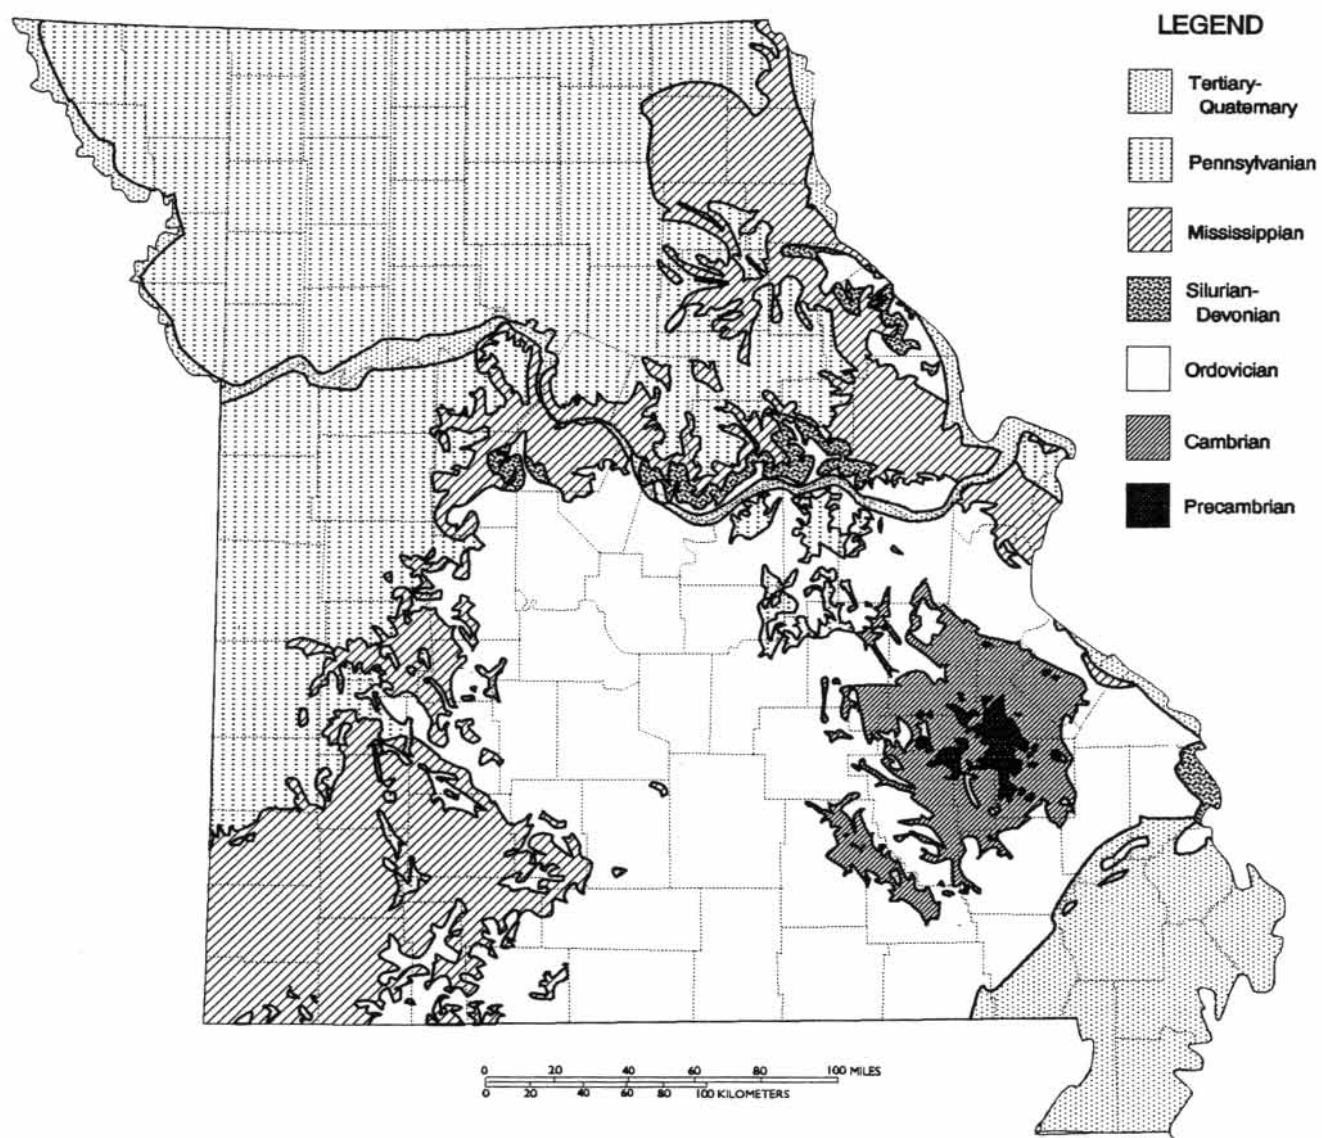 LEGEND
Tertiary-
Quaternary
Pennsylvanian
Mississippian
Silurian-
Devonian
Ordovician
Cambrian
Precambrian
0 20 40 60 80 100 MILES
0 20 40 60 80 100 KILOMETERS